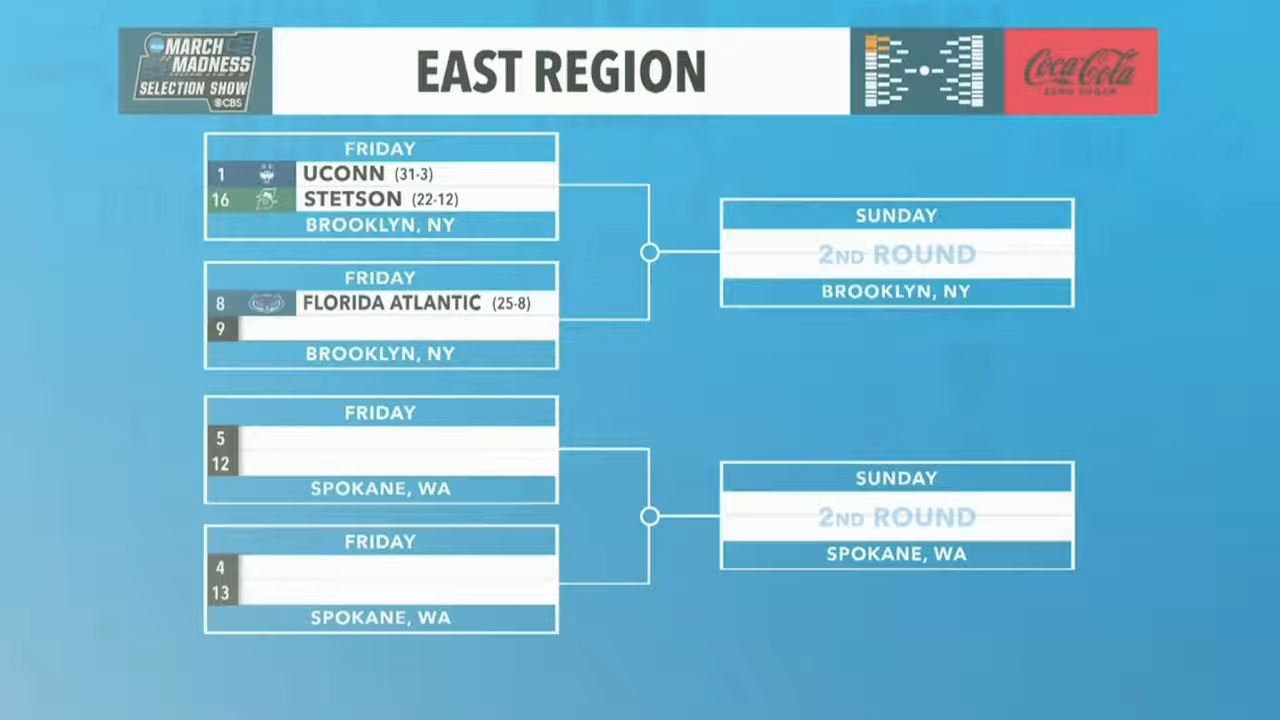 MARCH
MADNESS
SELECTION SHOW
CBS
EAST REGION
Coca-Cola
ZERO SUGAR
FRIDAY
1 UCONN (31-3)
16 STETSON (22-12)
BROOKLYN, NY
FRIDAY
8 FLORIDA ATLANTIC (25-8)
9
BROOKLYN, NY
SUNDAY
2ND ROUND
BROOKLYN, NY
FRIDAY
5
12
SPOKANE, WA
FRIDAY
4
13
SPOKANE, WA
SUNDAY
2ND ROUND
SPOKANE, WA